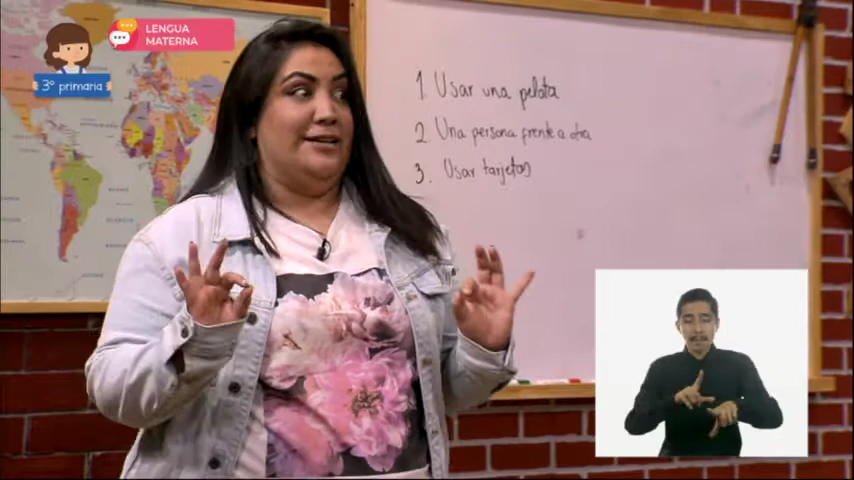 LENGUA
MATERNA
3° primaria
1 Usar una pelota
2 Una persona frente a otra
3. Usar tarjetas